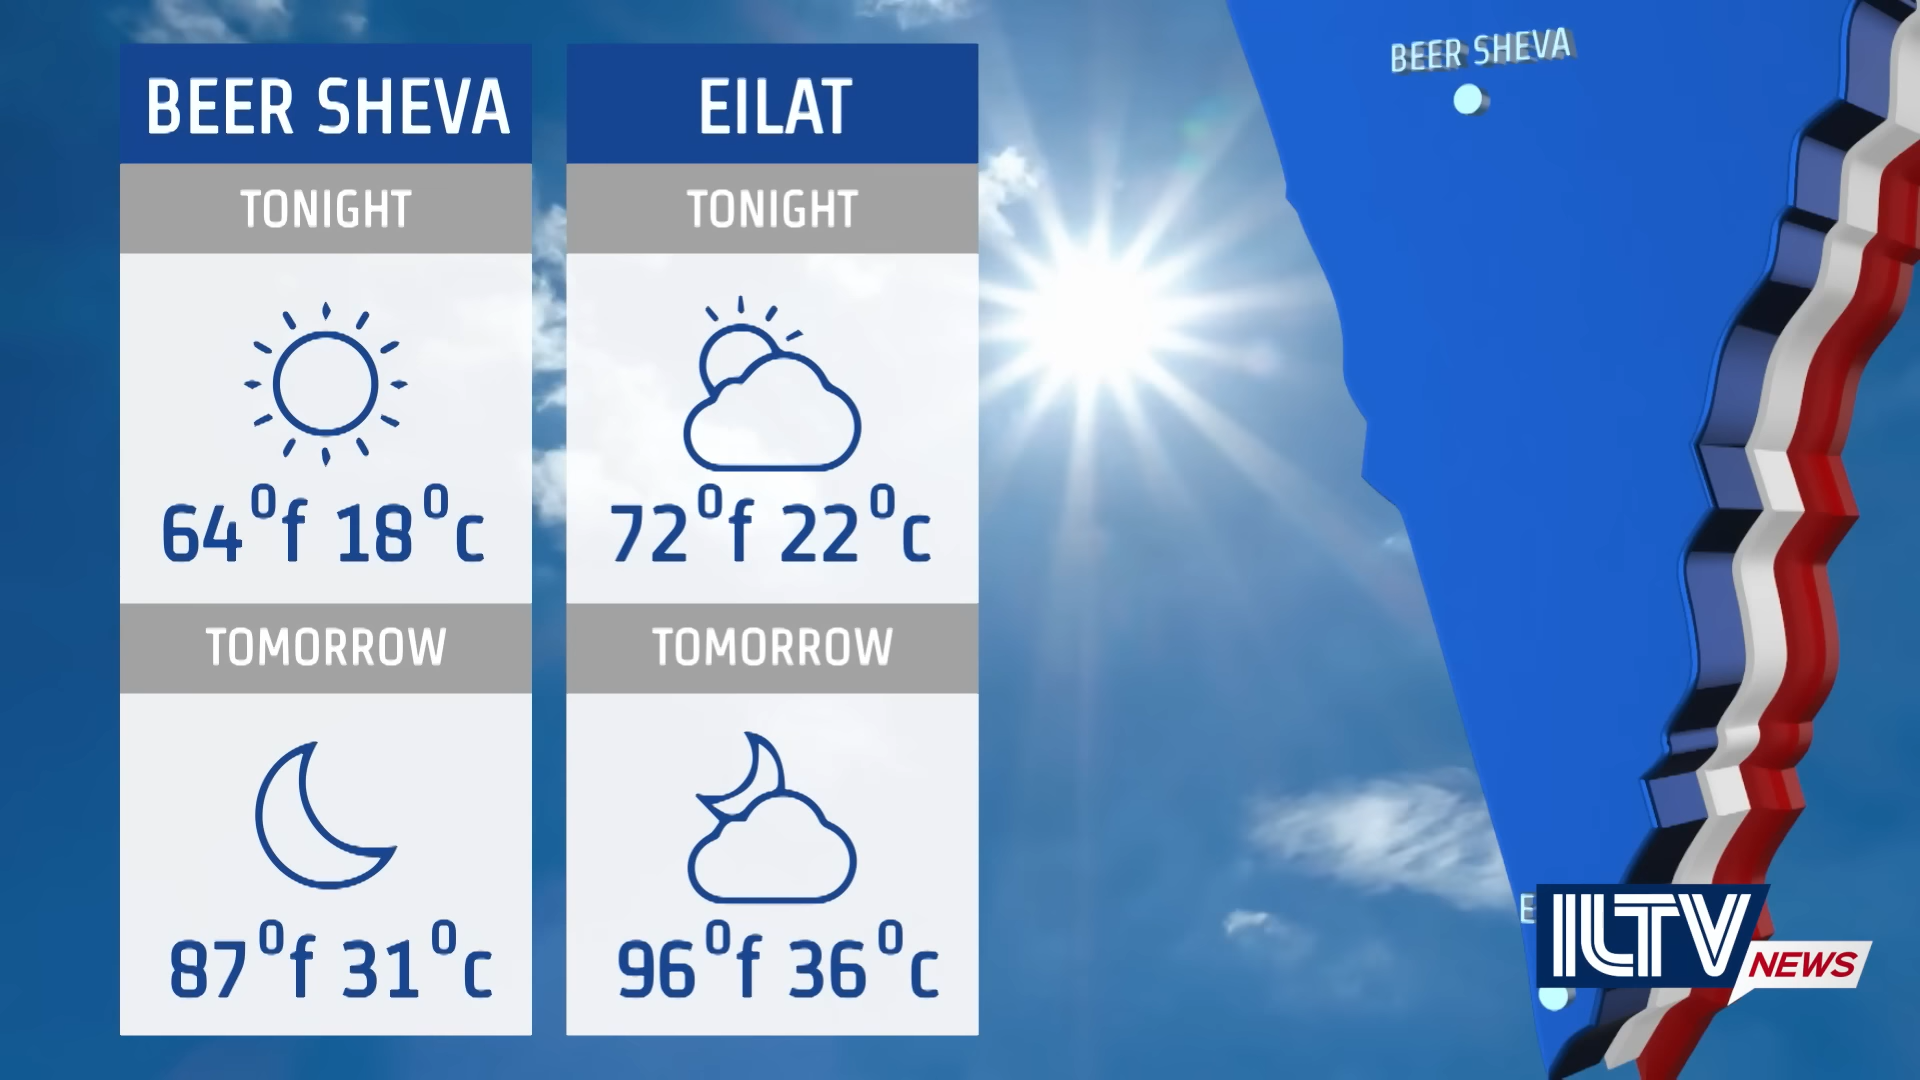 BEER SHEVA
TONIGHT
64°f 18°c
TOMORROW
87°f 31°c
EILAT
TONIGHT
72°f 22°c
TOMORROW
96°f 36°c
BEER SHEVA
E
ILTV
NEWS